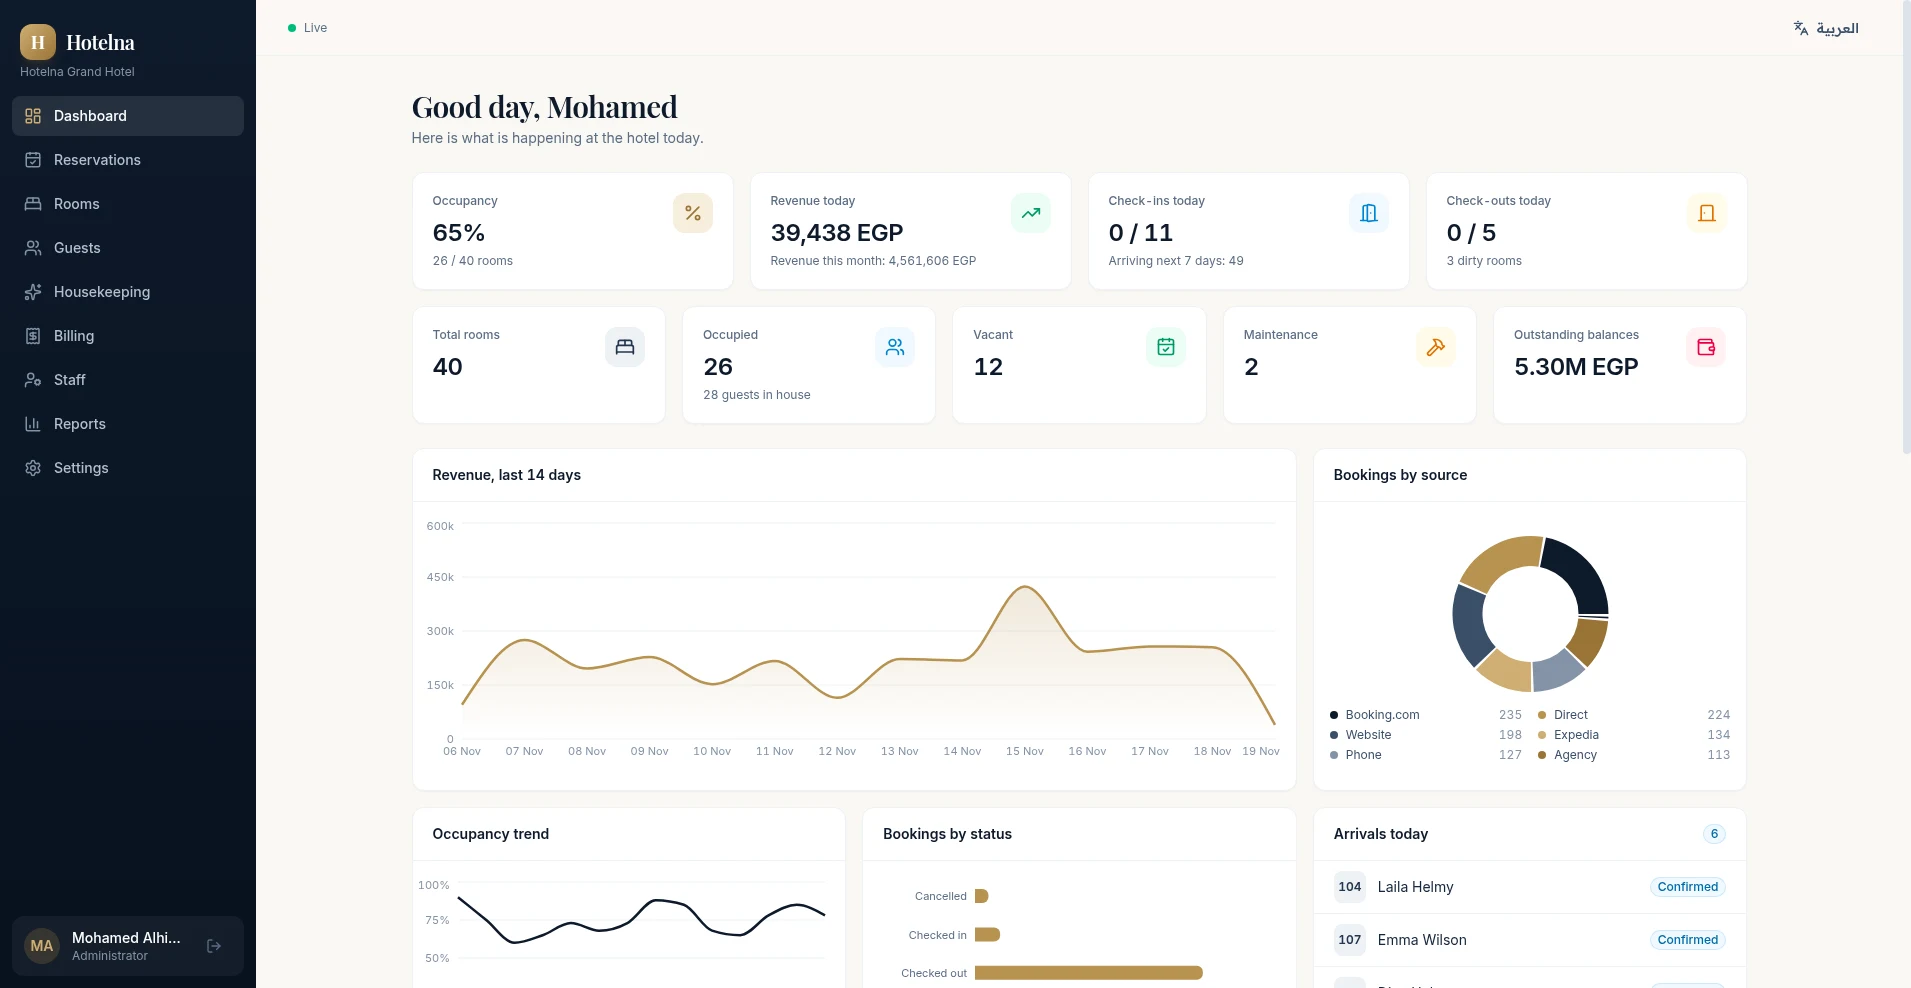 H Hotelna
Hotelna Grand Hotel
Dashboard
Reservations
Rooms
Guests
Housekeeping
Billing
Staff
Reports
Settings
MA
Mohamed Alhi...
Administrator
Live
العربية
Good day, Mohamed
Here is what is happening at the hotel today.
Occupancy
65%
26 / 40 rooms
Revenue today
39,438 EGP
Revenue this month: 4,561,606 EGP
Check-ins today
0 / 11
Arriving next 7 days: 49
Check-outs today
0 / 5
3 dirty rooms
Total rooms
40
Occupied
26
28 guests in house
Vacant
12
Maintenance
2
Outstanding balances
5.30M EGP
Revenue, last 14 days
600k
450k
300k
150k
0
06 Nov 07 Nov 08 Nov 09 Nov 10 Nov 11 Nov 12 Nov 13 Nov 14 Nov 15 Nov 16 Nov 17 Nov 18 Nov 19 Nov
Bookings by source
Booking.com 235 Direct 224
Website 198 Expedia 134
Phone 127 Agency 113
Occupancy trend
100%
75%
50%
Bookings by status
Cancelled
Checked in
Checked out
Arrivals today 6
104 Laila Helmy Confirmed
107 Emma Wilson Confirmed